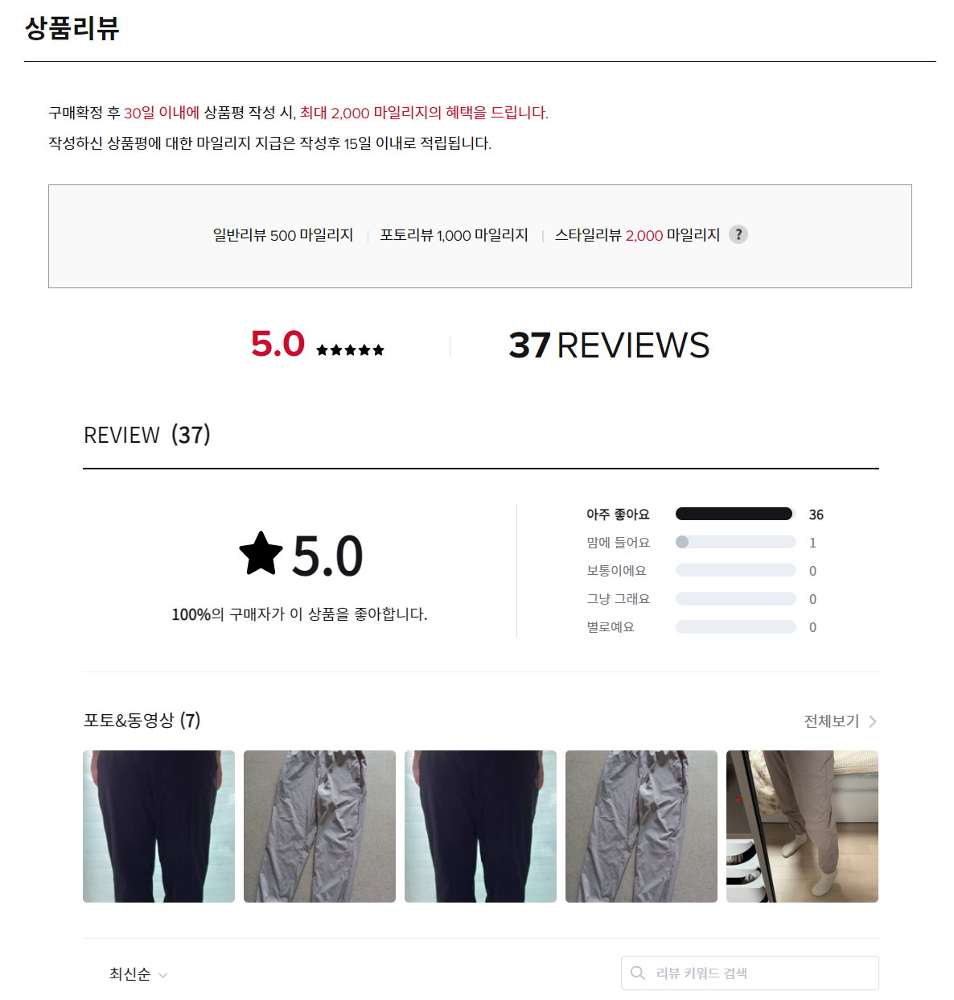 상품리뷰
구매확정 후 30일 이내에 상품평 작성 시, 최대 2,000 마일리지의 혜택을 드립니다.
작성하신 상품평에 대한 마일리지 지급은 작성후 15일 이내로 적립됩니다.
일반리뷰 500 마일리지 포토리뷰 1,000 마일리지 스타일리뷰 2,000 마일리지 ?
5.0 ★★★★★ 37 REVIEWS
REVIEW (37)
★ 5.0
100%의 구매자가 이 상품을 좋아합니다.
아주 좋아요 36
맘에 들어요 1
보통이에요 0
그냥 그래요 0
별로예요 0
포토&동영상 (7) 전체보기
최신순 리뷰 키워드 검색